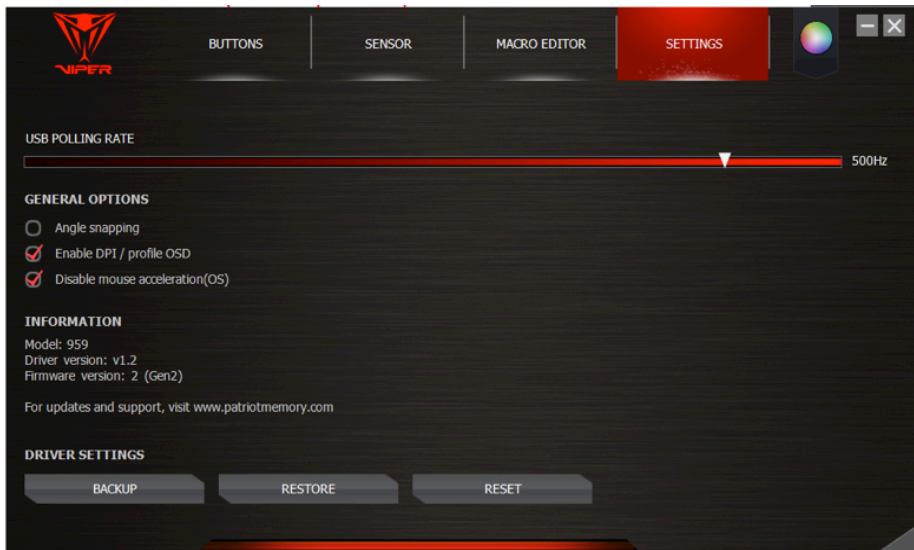 VIPER
BUTTONS SENSOR MACRO EDITOR SETTINGS
USB POLLING RATE
500Hz
GENERAL OPTIONS
Angle snapping
Enable DPI / profile OSD
Disable mouse acceleration(OS)
INFORMATION
Model: 959
Driver version: v1.2
Firmware version: 2 (Gen2)
For updates and support, visit www.patriotmemory.com
DRIVER SETTINGS
BACKUP RESTORE RESET